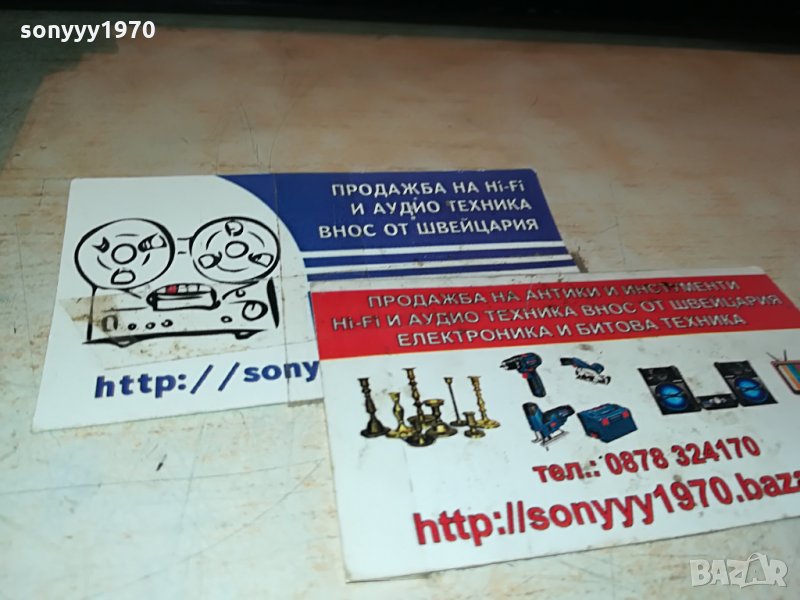 sonyyy1970
ПРОДАЖБА НА Hi-Fi
И АУДИО ТЕХНИКА
ВНОС ОТ ШВЕЙЦАРИЯ
http://sony
ПРОДАЖБА НА АНТИКИ И ИНСТРУМЕНТИ
Hi-Fi И АУДИО ТЕХНИКА ВНОС ОТ ШВЕЙЦАРИЯ
ЕЛЕКТРОНИКА И БИТОВА ТЕХНИКА
тел.: 0878 324170
http://sonyyy1970.baza
BAZAR